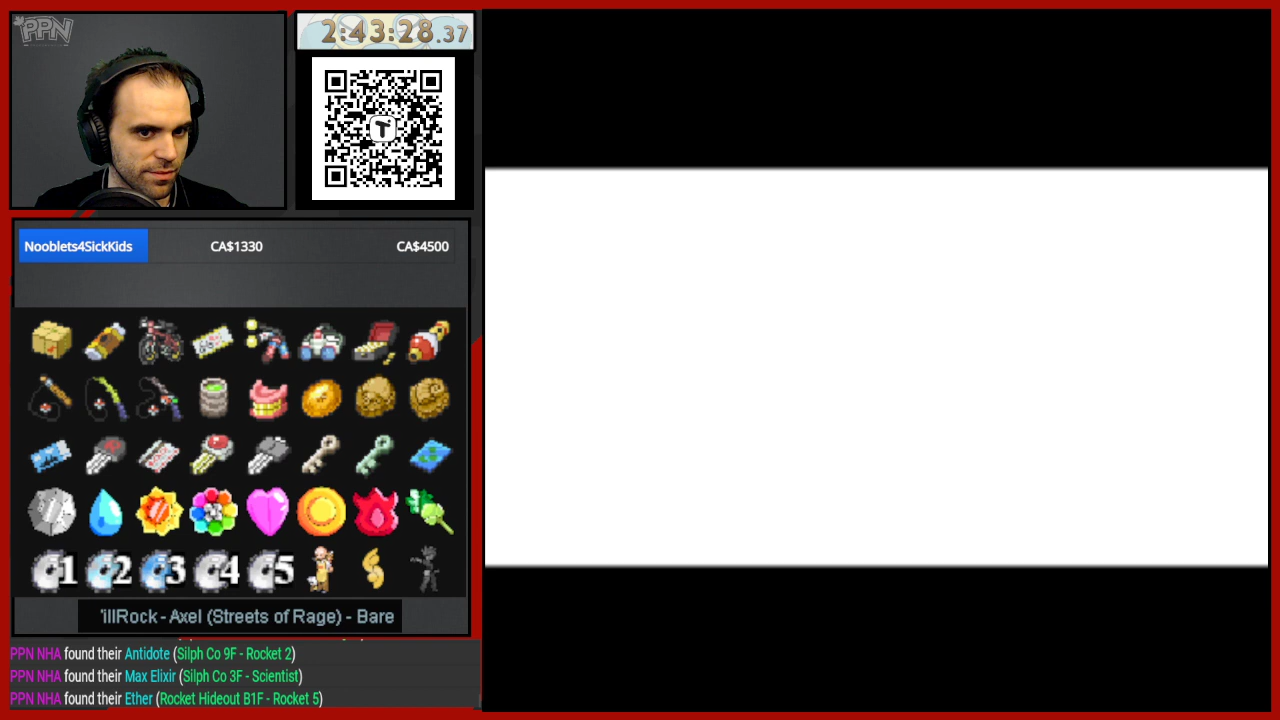 PPN
2:43:28.37
T
Nooblets4SickKids CA$1330 CA$4500
1 2 3 4 5
'illRock - Axel (Streets of Rage) - Bare
PPN NHA found their Antidote (Silph Co 9F - Rocket 2)
PPN NHA found their Max Elixir (Silph Co 3F - Scientist)
PPN NHA found their Ether (Rocket Hideout B1F - Rocket 5)